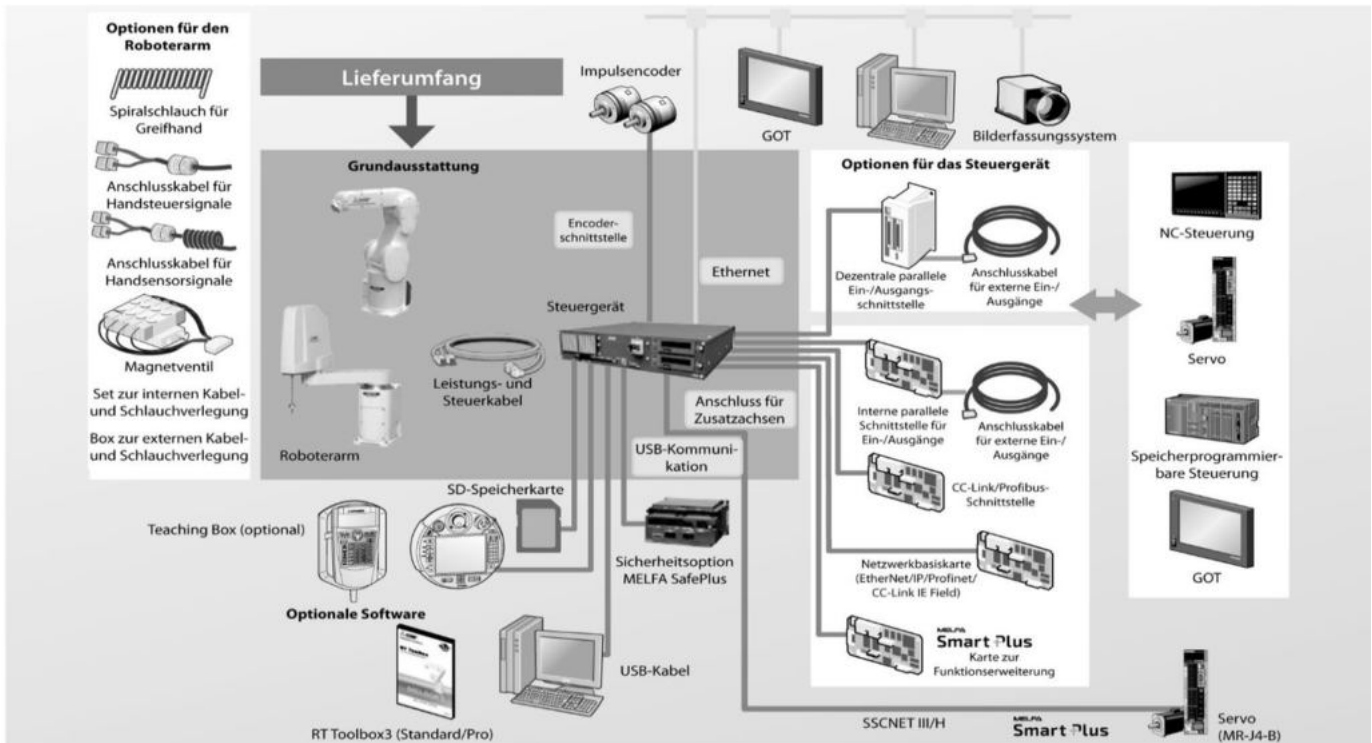 Optionen für den
Roboterarm
Spiralschlauch für
Greifhand
Anschlusskabel für
Handsteuersignale
Anschlusskabel für
Handsensorsignale
Magnetventil
Set zur internen Kabel-
und Schlauchverlegung
Box zur externen Kabel-
und Schlauchverlegung
Lieferumfang
Grundausstattung
Roboterarm
Leistungs- und
Steuerkabel
Steuergerät
Impulsencoder
Encoder-
schnittstelle
Ethernet
Anschluss für
Zusatzachsen
USB-Kommuni-
kation
GOT
Bilderfassungssystem
Optionen für das Steuergerät
Dezentrale parallele
Ein-/Ausgangs-
schnittstelle
Anschlusskabel
für externe Ein-/
Ausgänge
Interne parallele
Schnittstelle für
Ein-/Ausgänge
Anschlusskabel
für externe Ein-/
Ausgänge
CC-Link/Profibus-
Schnittstelle
Netzwerkbasiskarte
(EtherNet/IP/Profinet/
CC-Link IE Field)
MELFA
Smart Plus
Karte zur
Funktionserweiterung
NC-Steuerung
Servo
Speicherprogrammier-
bare Steuerung
GOT
Teaching Box (optional)
SD-Speicherkarte
Sicherheitsoption
MELFA SafePlus
Optionale Software
RT Toolbox
RT Toolbox3 (Standard/Pro)
USB-Kabel
SSCNET III/H
MELFA
Smart Plus
Servo
(MR-J4-B)